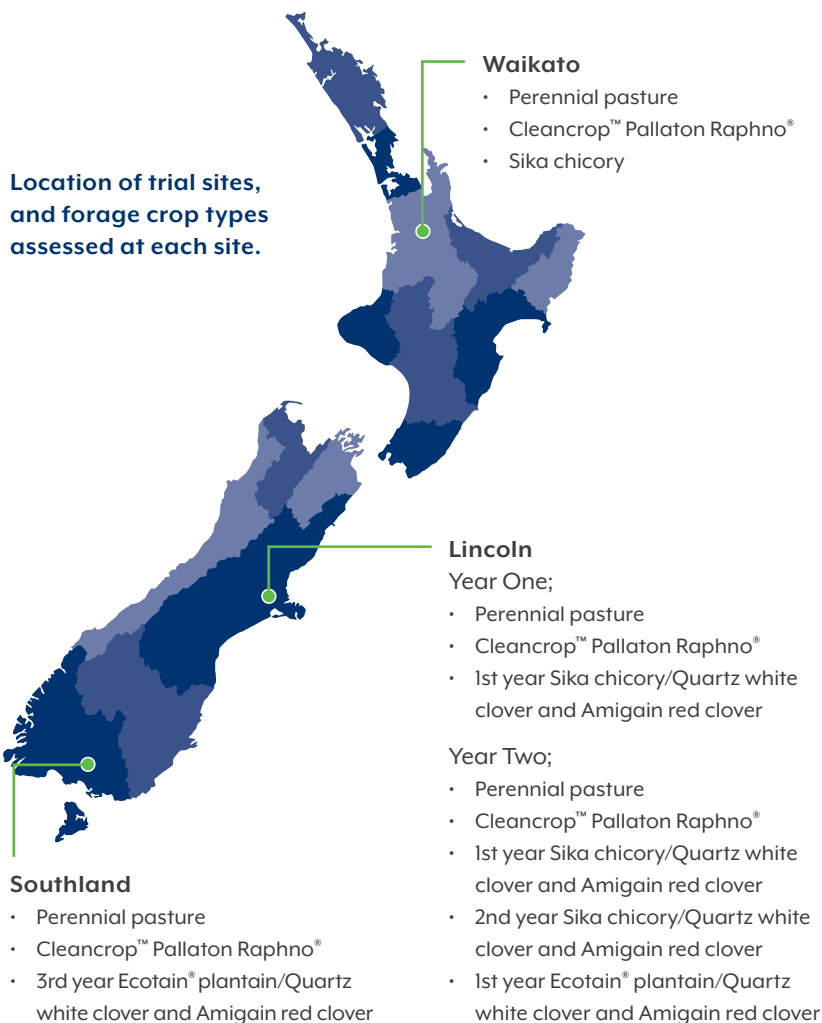 Location of trial sites,
and forage crop types
assessed at each site.
Waikato
• Perennial pasture
• Cleancrop™ Pallaton Raphno®
• Sika chicory
Lincoln
Year One;
• Perennial pasture
• Cleancrop™ Pallaton Raphno®
• 1st year Sika chicory/Quartz white
clover and Amigain red clover
Year Two;
• Perennial pasture
• Cleancrop™ Pallaton Raphno®
• 1st year Sika chicory/Quartz white
clover and Amigain red clover
• 2nd year Sika chicory/Quartz white
clover and Amigain red clover
• 1st year Ecotain® plantain/Quartz
white clover and Amigain red clover
Southland
• Perennial pasture
• Cleancrop™ Pallaton Raphno®
• 3rd year Ecotain® plantain/Quartz
white clover and Amigain red clover